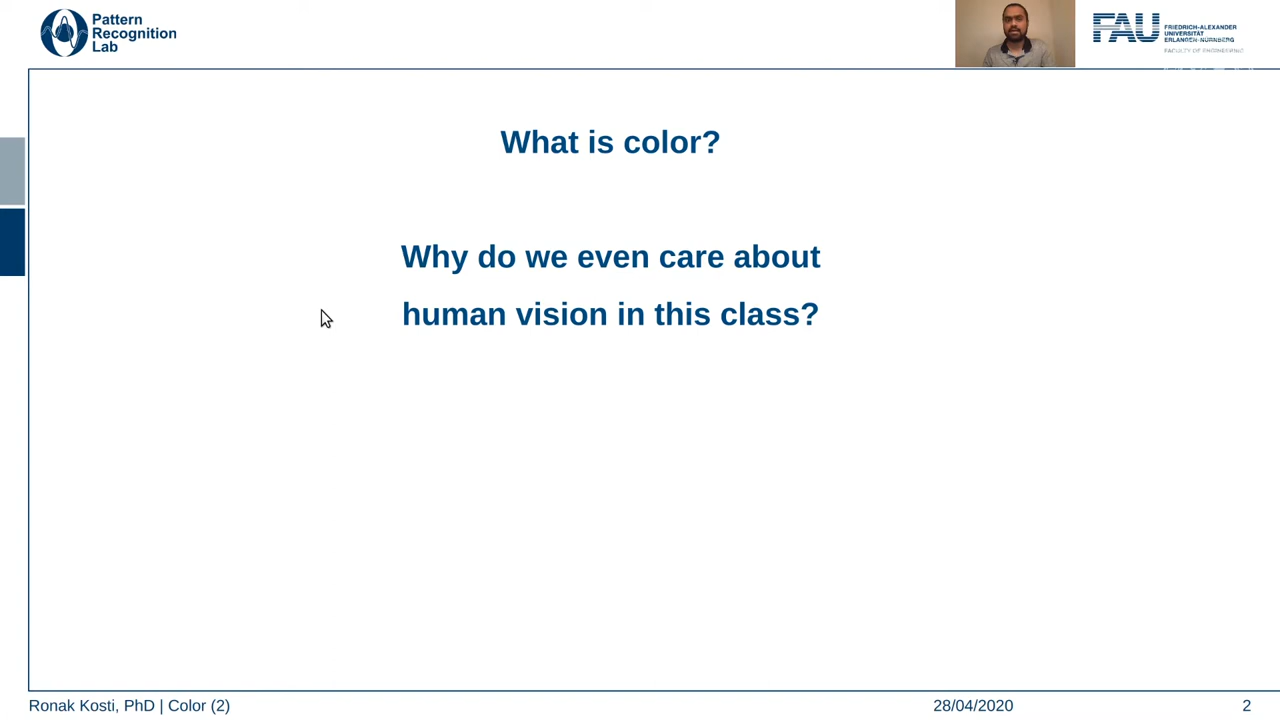 Pattern
Recognition
Lab
FAU
FRIEDRICH-ALEXANDER
UNIVERSITÄT
ERLANGEN-NÜRNBERG
FACULTY OF ENGINEERING
What is color?
Why do we even care about
human vision in this class?
Ronak Kosti, PhD | Color (2)
28/04/2020
2